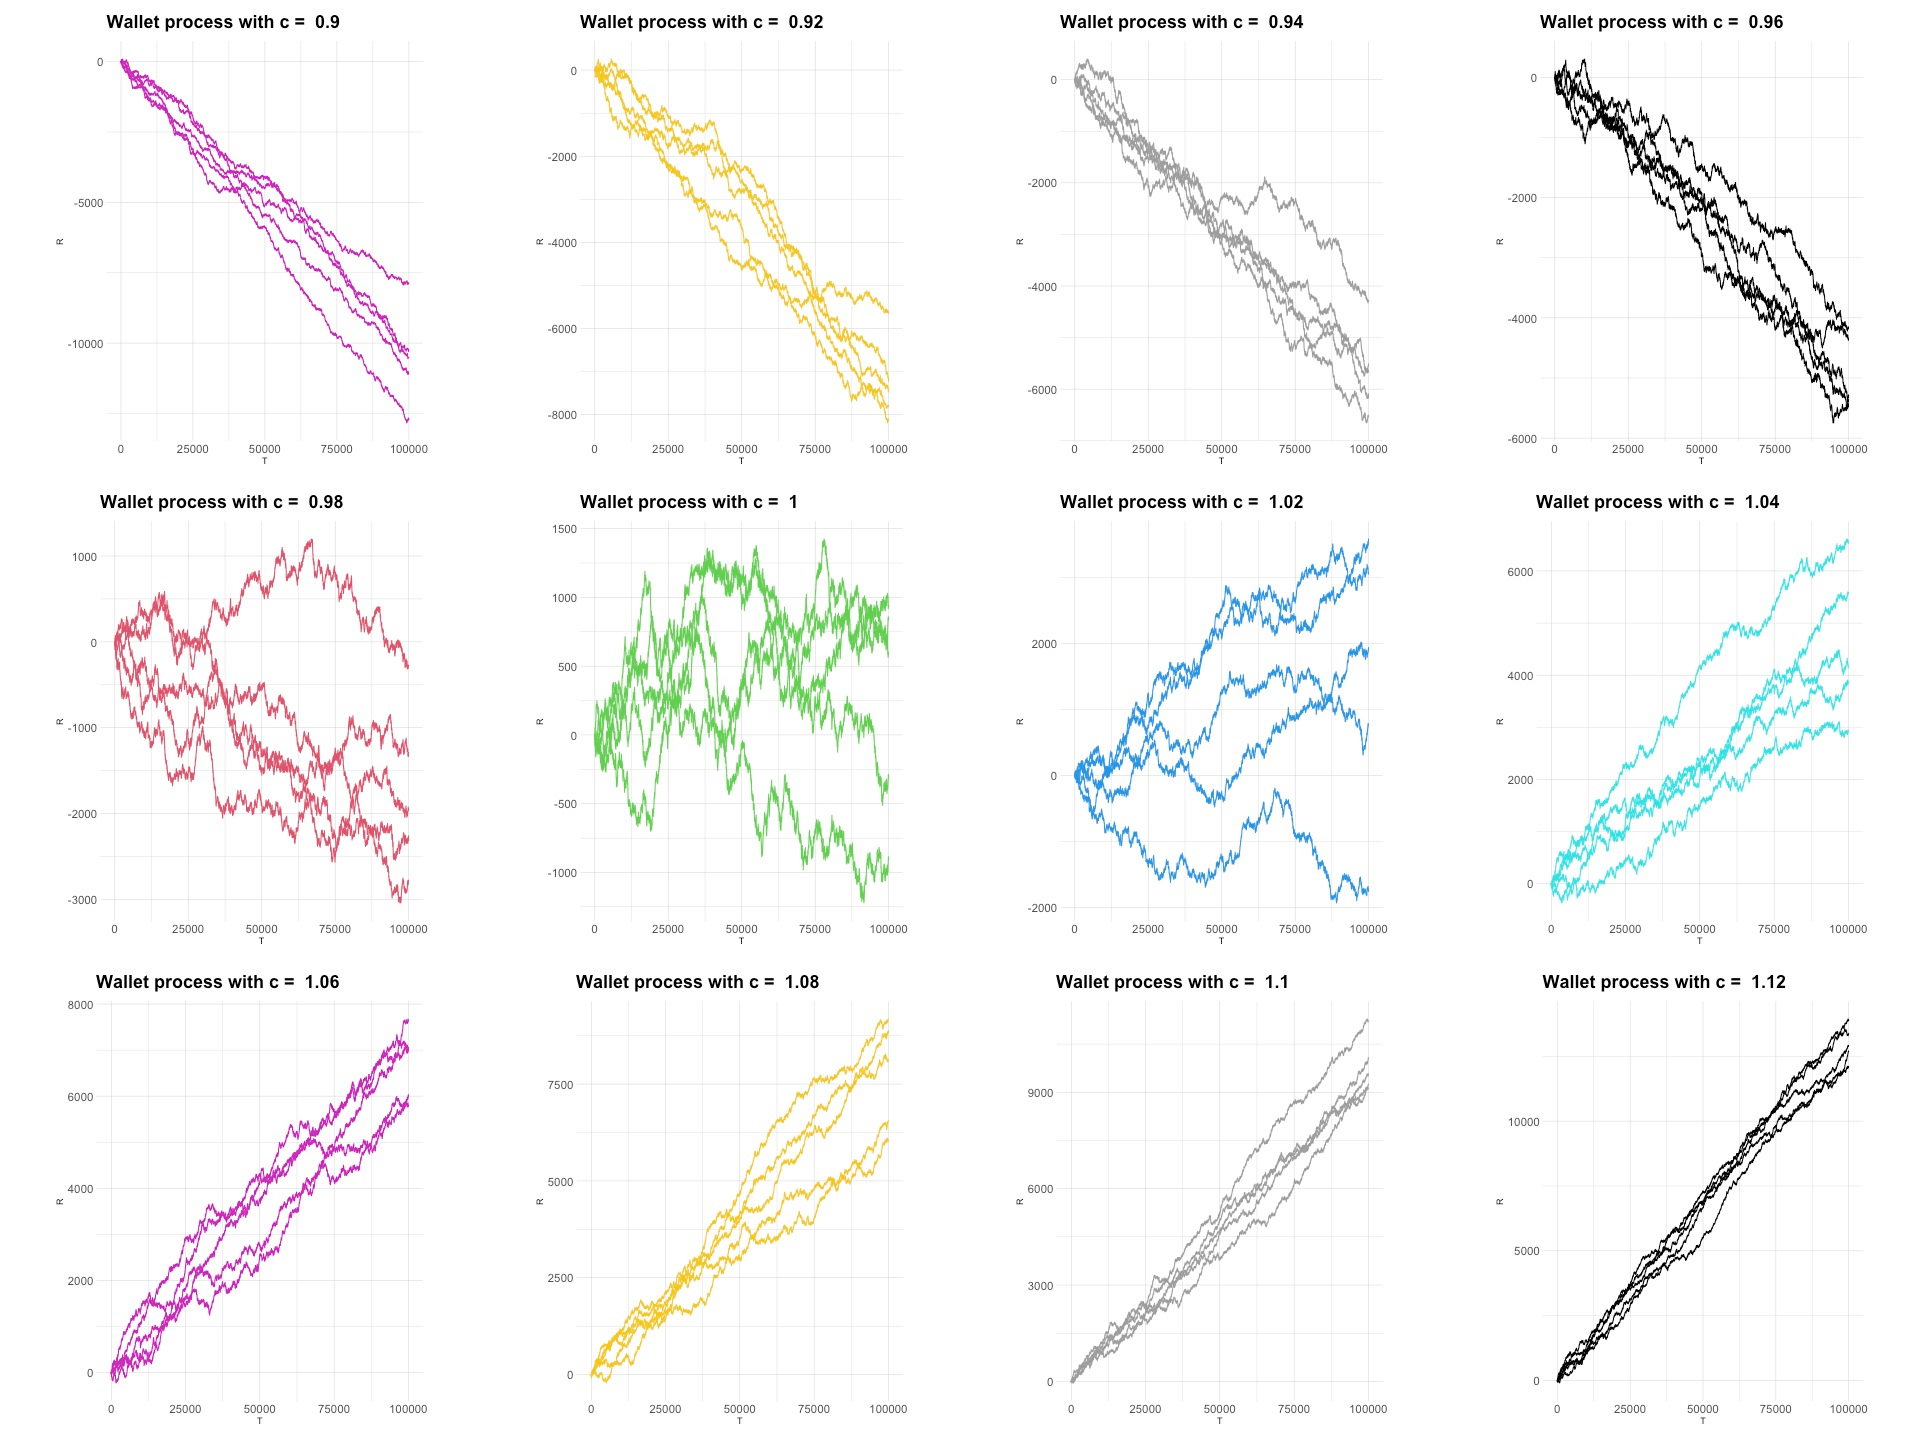 Wallet process with c =  0.9
0
-5000
-10000
R
0 25000 50000 75000 100000
T
Wallet process with c =  0.92
0
-2000
-4000
-6000
-8000
R
0 25000 50000 75000 100000
T
Wallet process with c =  0.94
0
-2000
-4000
-6000
R
0 25000 50000 75000 100000
T
Wallet process with c =  0.96
0
-2000
-4000
-6000
R
0 25000 50000 75000 100000
T
Wallet process with c =  0.98
1000
0
-1000
-2000
-3000
R
0 25000 50000 75000 100000
T
Wallet process with c =  1
1500
1000
500
0
-500
-1000
R
0 25000 50000 75000 100000
T
Wallet process with c =  1.02
2000
0
-2000
R
0 25000 50000 75000 100000
T
Wallet process with c =  1.04
6000
4000
2000
0
R
0 25000 50000 75000 100000
T
Wallet process with c =  1.06
8000
6000
4000
2000
0
R
0 25000 50000 75000 100000
T
Wallet process with c =  1.08
7500
5000
2500
0
R
0 25000 50000 75000 100000
T
Wallet process with c =  1.1
9000
6000
3000
0
R
0 25000 50000 75000 100000
T
Wallet process with c =  1.12
10000
5000
0
R
0 25000 50000 75000 100000
T